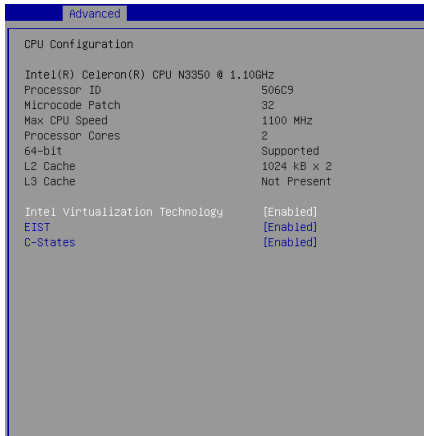 Advanced
CPU Configuration
Intel(R) Celeron(R) CPU N3350 @ 1.10GHz
Processor ID 506C9
Microcode Patch 32
Max CPU Speed 1100 MHz
Processor Cores 2
64-bit Supported
L2 Cache 1024 kB x 2
L3 Cache Not Present
Intel Virtualization Technology [Enabled]
EIST [Enabled]
C-States [Enabled]